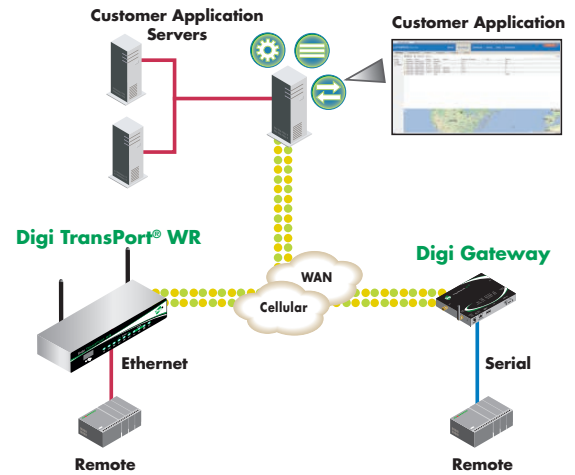 Customer Application
Servers
Customer Application
Digi TransPort® WR
Digi Gateway
WAN
Cellular
Ethernet
Serial
Remote
Remote